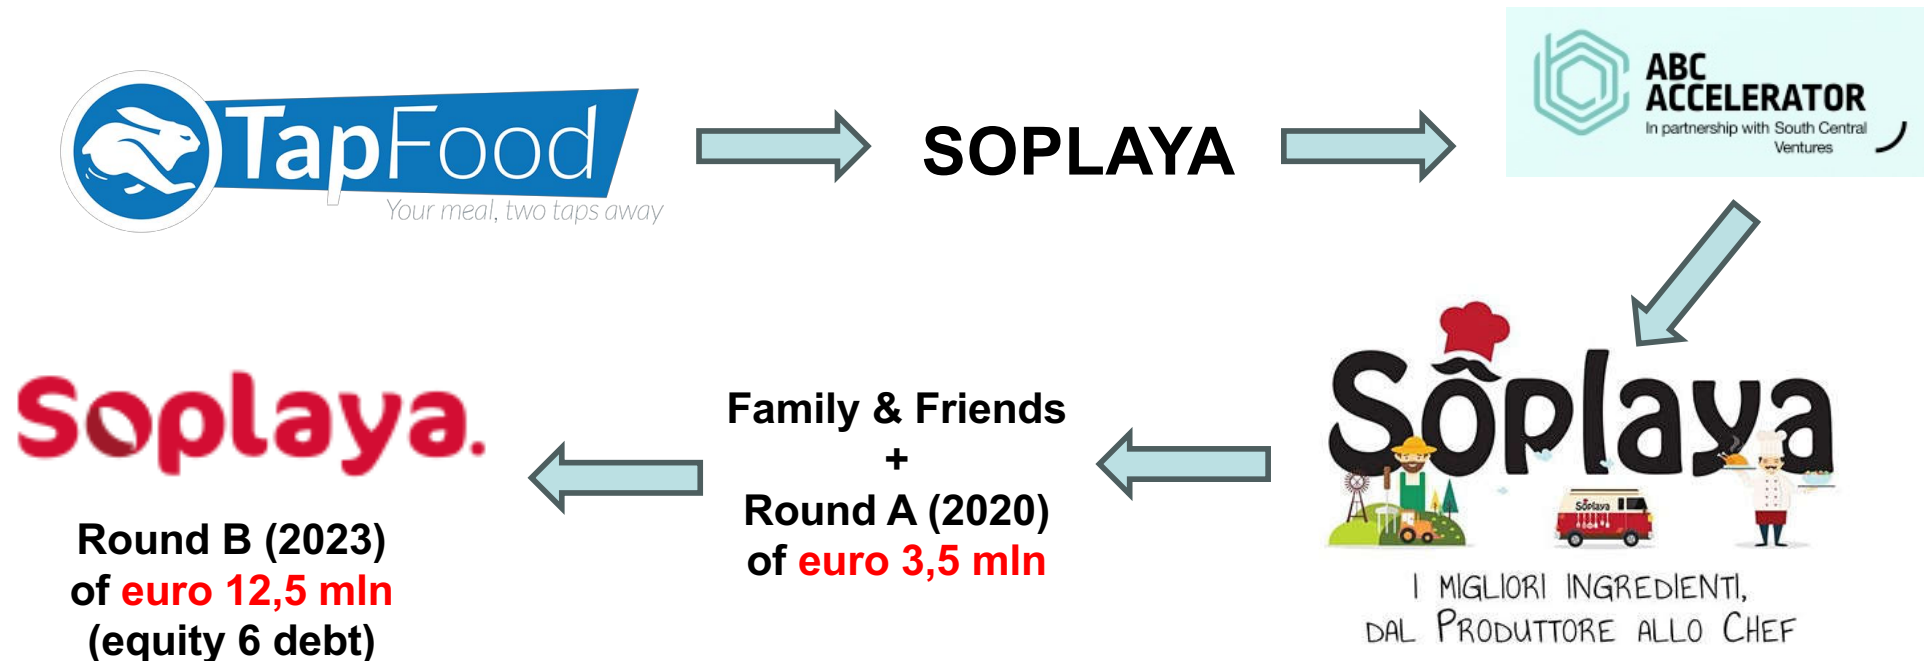 TapFood
Your meal, two taps away
SOPLAYA
ABC
ACCELERATOR
In partnership with South Central
Ventures
Sôplaya
Sôplaya
I MIGLIORI INGREDIENTI,
DAL PRODUTTORE ALLO CHEF
Family & Friends
+
Round A (2020)
of euro 3,5 mln
Soplaya.
Round B (2023)
of euro 12,5 mln
(equity 6 debt)